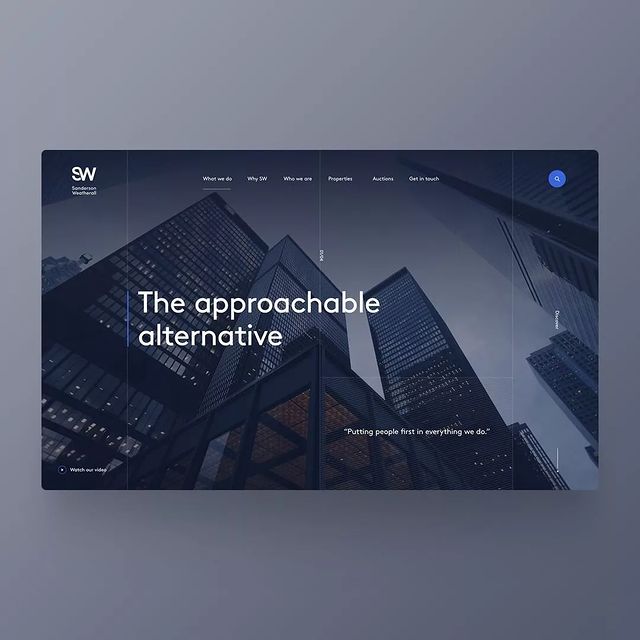 SW
Sanderson
Weatherall
What we do
Why SW
Who we are
Properties
Auctions
Get in touch
The approachable
alternative
Discover
"Putting people first in everything we do."
Watch our video